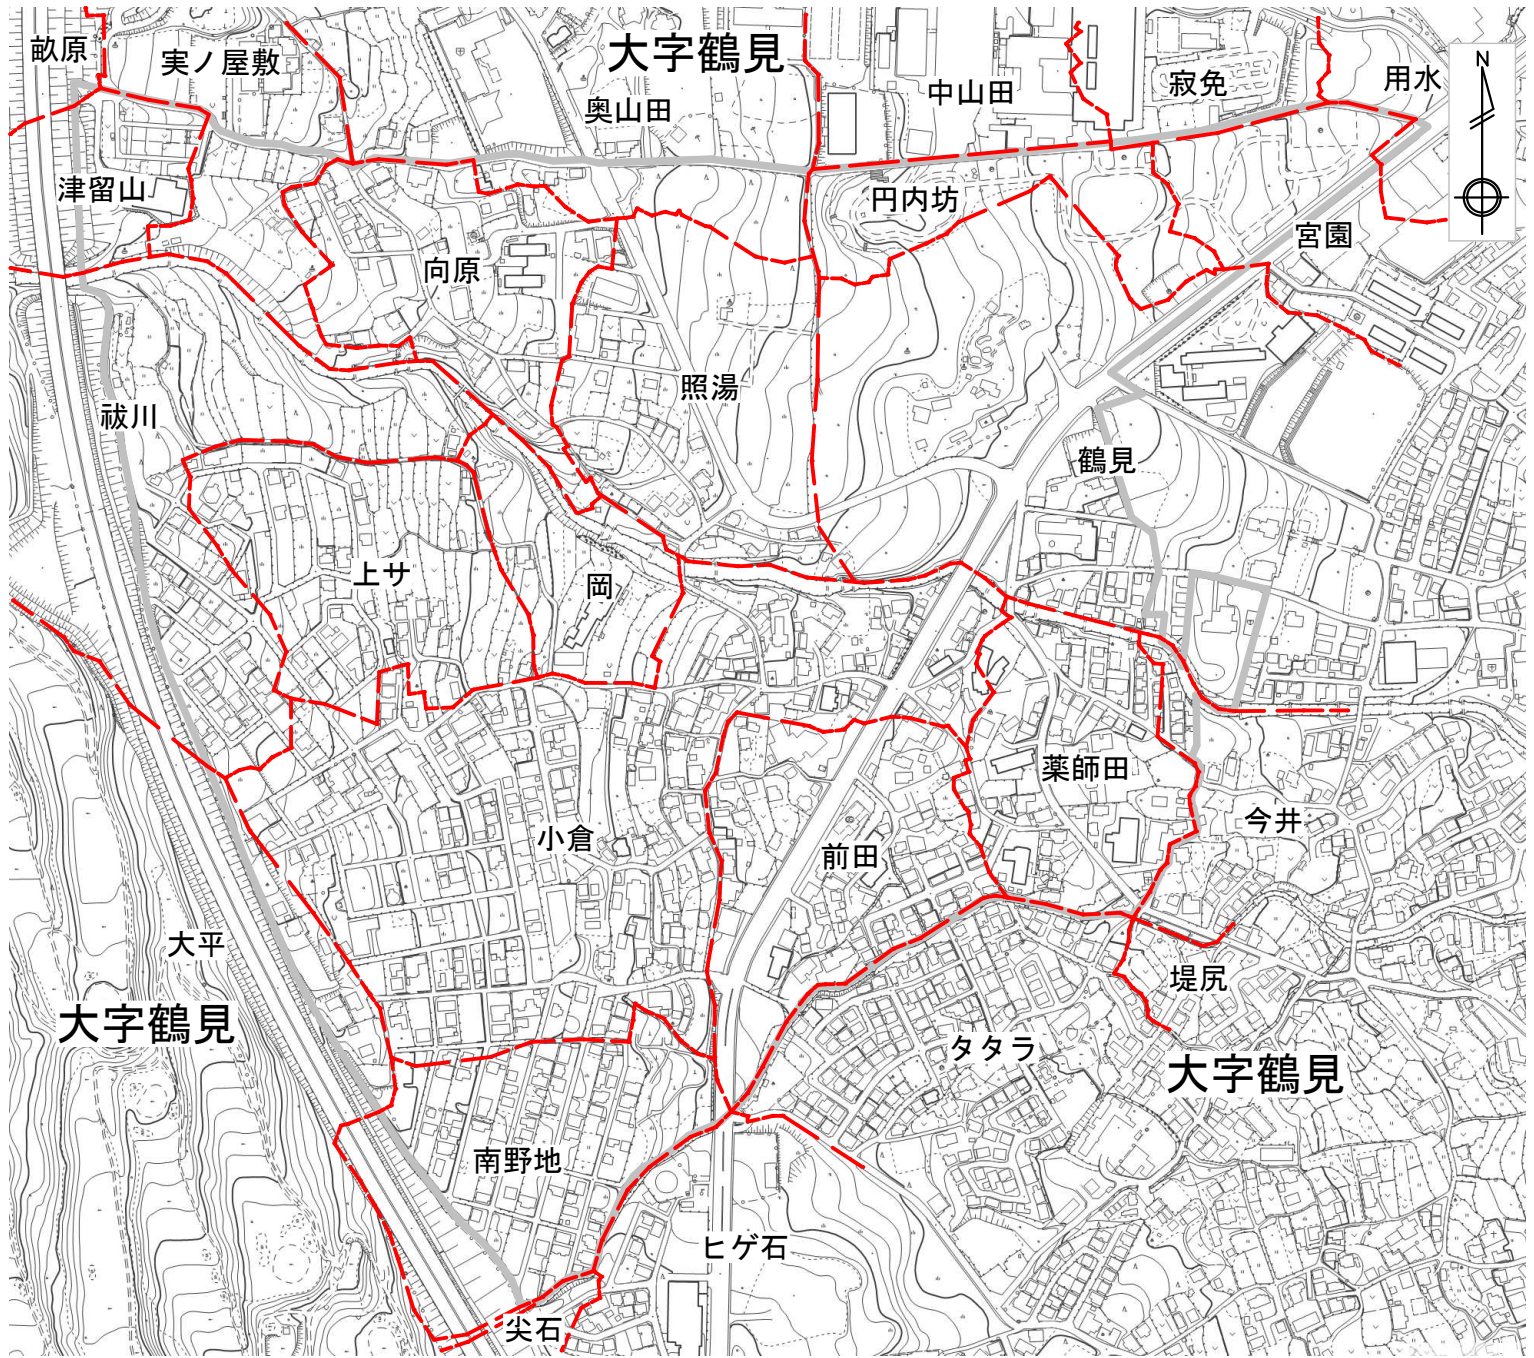 畝原
実ノ屋敷
大字鶴見
奥山田
中山田
寂免
用水
N
津留山
円内坊
宮園
向原
照湯
祓川
鶴見
上サ
岡
薬師田
小倉
前田
今井
大平
堤尻
大字鶴見
タタラ
大字鶴見
南野地
ヒゲ石
尖石